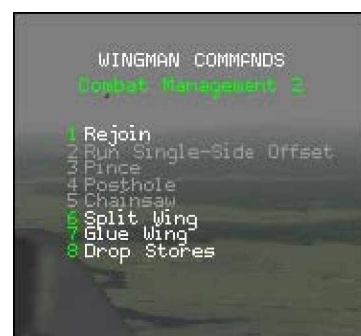 WINGMAN COMMANDS
Combat Management 2
1 Rejoin
2 Run Single-Side Offset
3 Pince
4 Posthole
5 Chainsaw
6 Split Wing
7 Glue Wing
8 Drop Stores